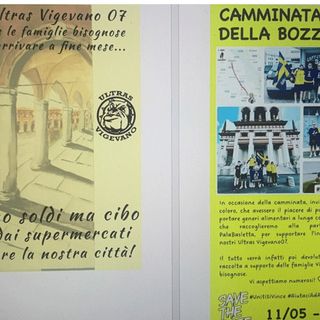 Ultras Vigevano 07
le famiglie bisognose
arrivare a fine mese...
ULTRAS
VIGEVANO
soldi ma cibo
dai supermercati
re la nostra città!
CAMMINATA
DELLA BOZZ
In occasione della camminata, invi
coloro, che avessero il piacere di p
portare generi alimentari a lunga c
che raccoglieremo alla part
PalaBasletta, per supportare l'in
nostri Ultras Vigevano07.
Il tutto verrà infatti poi devolut
raccolta a supporto delle famiglie V
bisognose.
Vi aspettiamo numerosi!
SAVE
THE
11/05 -